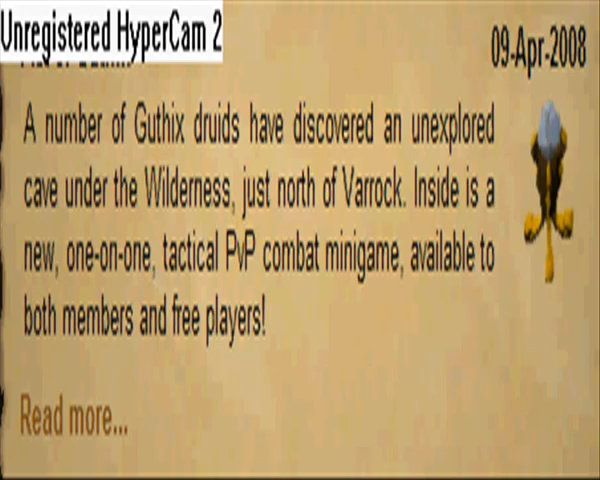 Unregistered HyperCam 2
09-Apr-2008
A number of Guthix druids have discovered an unexplored
cave under the Wilderness, just north of Varrock. Inside is a
new, one-on-one, tactical PvP combat minigame, available to
both members and free players!
Read more...